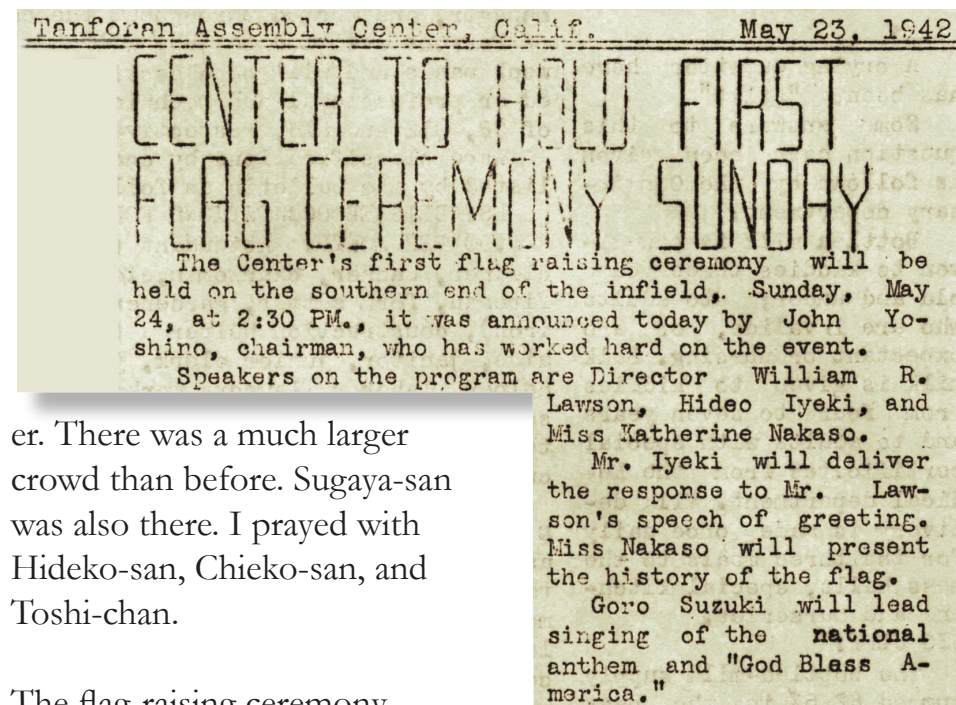 Tanforan Assembly Center, Calif. May 23, 1942
CENTER TO HOLD FIRST
FLAG CEREMONY SUNDAY
The Center's first flag raising ceremony will be
held on the southern end of the infield, Sunday, May
24, at 2:30 PM., it was announced today by John Yo-
shino, chairman, who has worked hard on the event.
Speakers on the program are Director William R.
Lawson, Hideo Iyeki, and
Miss Katherine Nakaso.
Mr. Iyeki will deliver
the response to Mr. Law-
son's speech of greeting.
Miss Nakaso will present
the history of the flag.
Goro Suzuki will lead
singing of the national
anthem and "God Bless A-
merica."
er. There was a much larger
crowd than before. Sugaya-san
was also there. I prayed with
Hideko-san, Chieko-san, and
Toshi-chan.
The flag raising ceremony